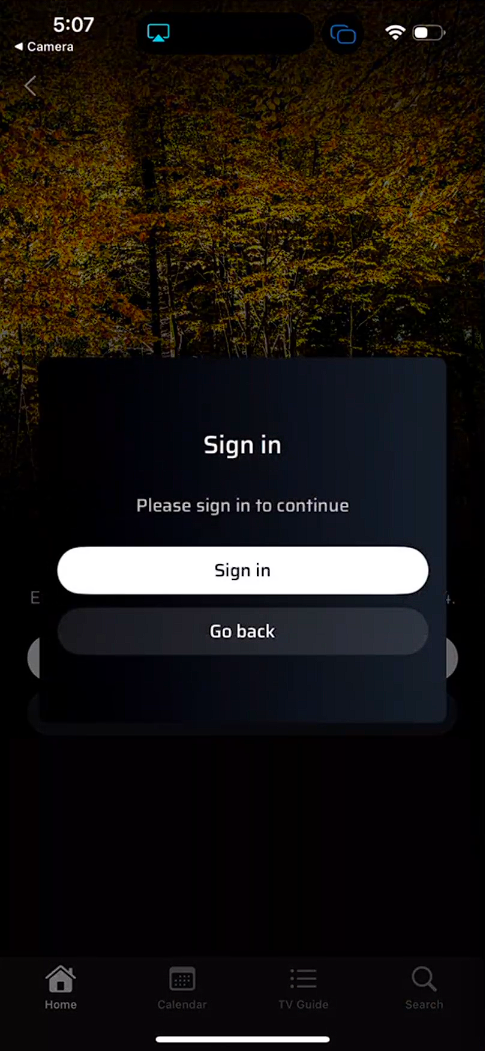 5:07
◀ Camera
Sign in
Please sign in to continue
Sign in
Go back
Home
Calendar
TV Guide
Search